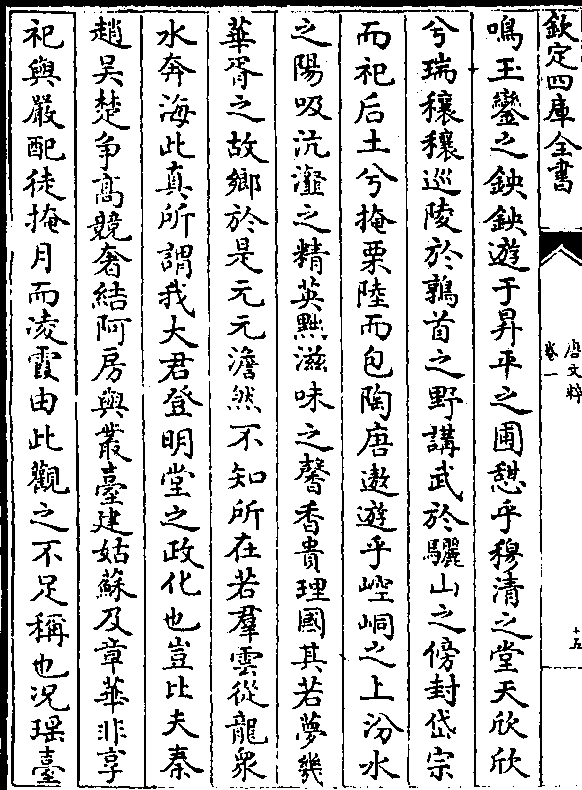 欽定四庫全書
唐文粹
卷一
十五
鳴玉鑾之鉠鉠遊于昇平之圃憇乎穆清之堂天欣欣
兮瑞穰穰巡陵於鶉首之野講武於驪山之傍封岱宗
而祀后土兮掩栗陸而包陶唐遨遊乎崆峒之上汾水
之陽吸沆瀣之精英黜滋味之馨香貴理國其若夢幾
華胥之故鄉於是元元澹然不知所在若羣雲從龍衆
水奔海此真所謂我大君登明堂之政化也豈比夫秦
趙吴楚争髙競奢結阿房與叢臺建姑蘇及章華非享
祀與嚴配徒掩月而凌霞由此觀之不足稱也况瑶臺